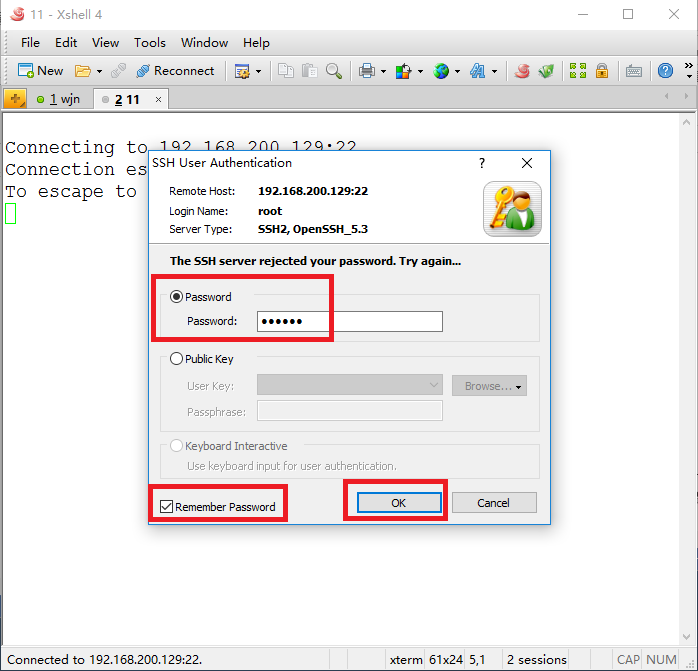 11 - Xshell 4
File Edit View Tools Window Help
New Reconnect
1 win 2 11
Connecting to 192.168.200.129:22
Connection es
To escape to
SSH User Authentication
Remote Host: 192.168.200.129:22
Login Name: root
Server Type: SSH2, OpenSSH_5.3
The SSH server rejected your password. Try again...
Password
Password: ●●●●●●
Public Key
User Key: Browse...
Passphrase:
Keyboard Interactive
Use keyboard input for user authentication.
Remember Password OK Cancel
Connected to 192.168.200.129:22. xterm 61x24 5,1 2 sessions CAP NUM